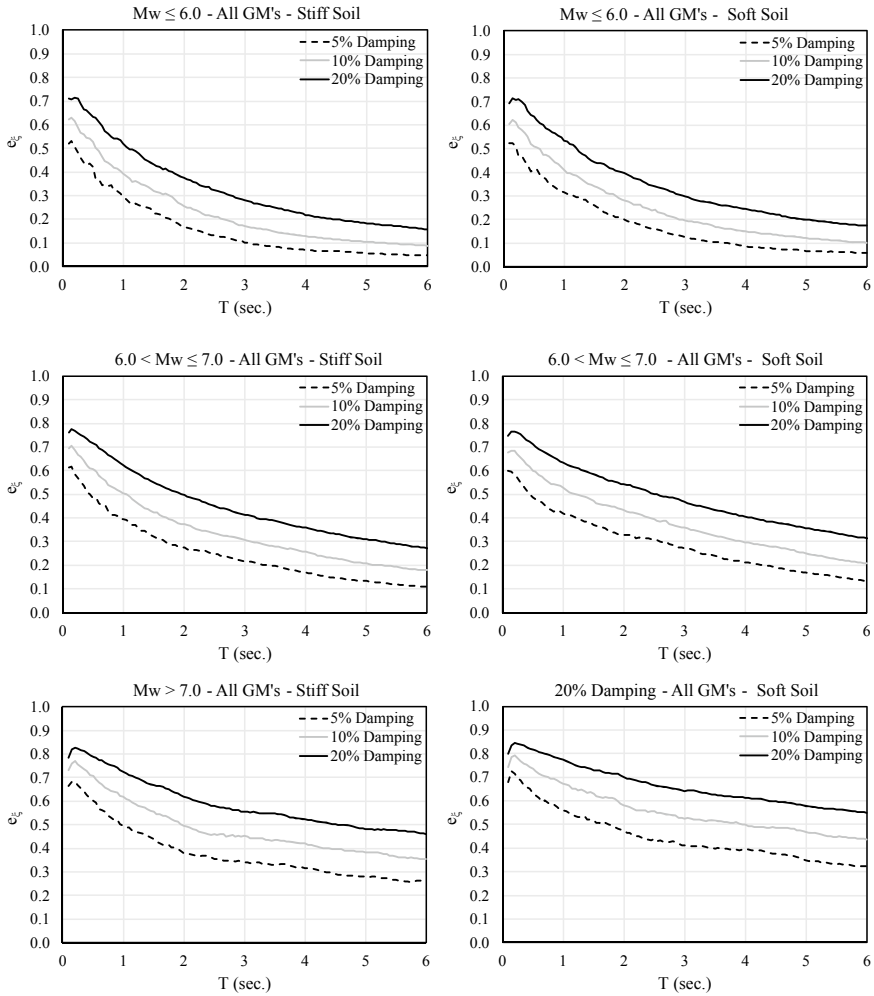 Mw ≤ 6.0 - All GM's - Stiff Soil
1.0
0.9
0.8
0.7
0.6
0.5
0.4
0.3
0.2
0.1
0.0
eξ
5% Damping
10% Damping
20% Damping
0 1 2 3 4 5 6
T (sec.)
Mw ≤ 6.0 - All GM's - Soft Soil
1.0
0.9
0.8
0.7
0.6
0.5
0.4
0.3
0.2
0.1
0.0
eξ
5% Damping
10% Damping
20% Damping
0 1 2 3 4 5 6
T (sec.)
6.0 < Mw ≤ 7.0 - All GM's - Stiff Soil
1.0
0.9
0.8
0.7
0.6
0.5
0.4
0.3
0.2
0.1
0.0
eξ
5% Damping
10% Damping
20% Damping
0 1 2 3 4 5 6
T (sec.)
6.0 < Mw ≤ 7.0 - All GM's - Soft Soil
1.0
0.9
0.8
0.7
0.6
0.5
0.4
0.3
0.2
0.1
0.0
eξ
5% Damping
10% Damping
20% Damping
0 1 2 3 4 5 6
T (sec.)
Mw > 7.0 - All GM's - Stiff Soil
1.0
0.9
0.8
0.7
0.6
0.5
0.4
0.3
0.2
0.1
0.0
eξ
5% Damping
10% Damping
20% Damping
0 1 2 3 4 5 6
T (sec.)
20% Damping - All GM's - Soft Soil
1.0
0.9
0.8
0.7
0.6
0.5
0.4
0.3
0.2
0.1
0.0
eξ
5% Damping
10% Damping
20% Damping
0 1 2 3 4 5 6
T (sec.)